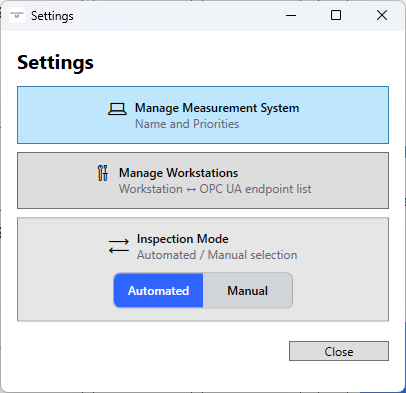 Settings
Settings
Manage Measurement System
Name and Priorities
Manage Workstations
Workstation ↔ OPC UA endpoint list
Inspection Mode
Automated / Manual selection
Automated
Manual
Close